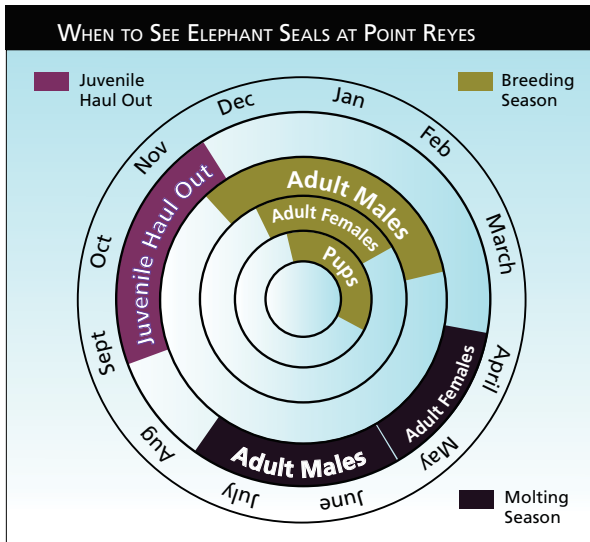 WHEN TO SEE ELEPHANT SEALS AT POINT REYES
Juvenile
Haul Out
Breeding
Season
Jan
Feb
March
April
May
June
July
Aug
Sept
Oct
Nov
Dec
Juvenile Haul Out
Adult Males
Adult Females
Pups
Adult Females
Adult Males
Molting
Season